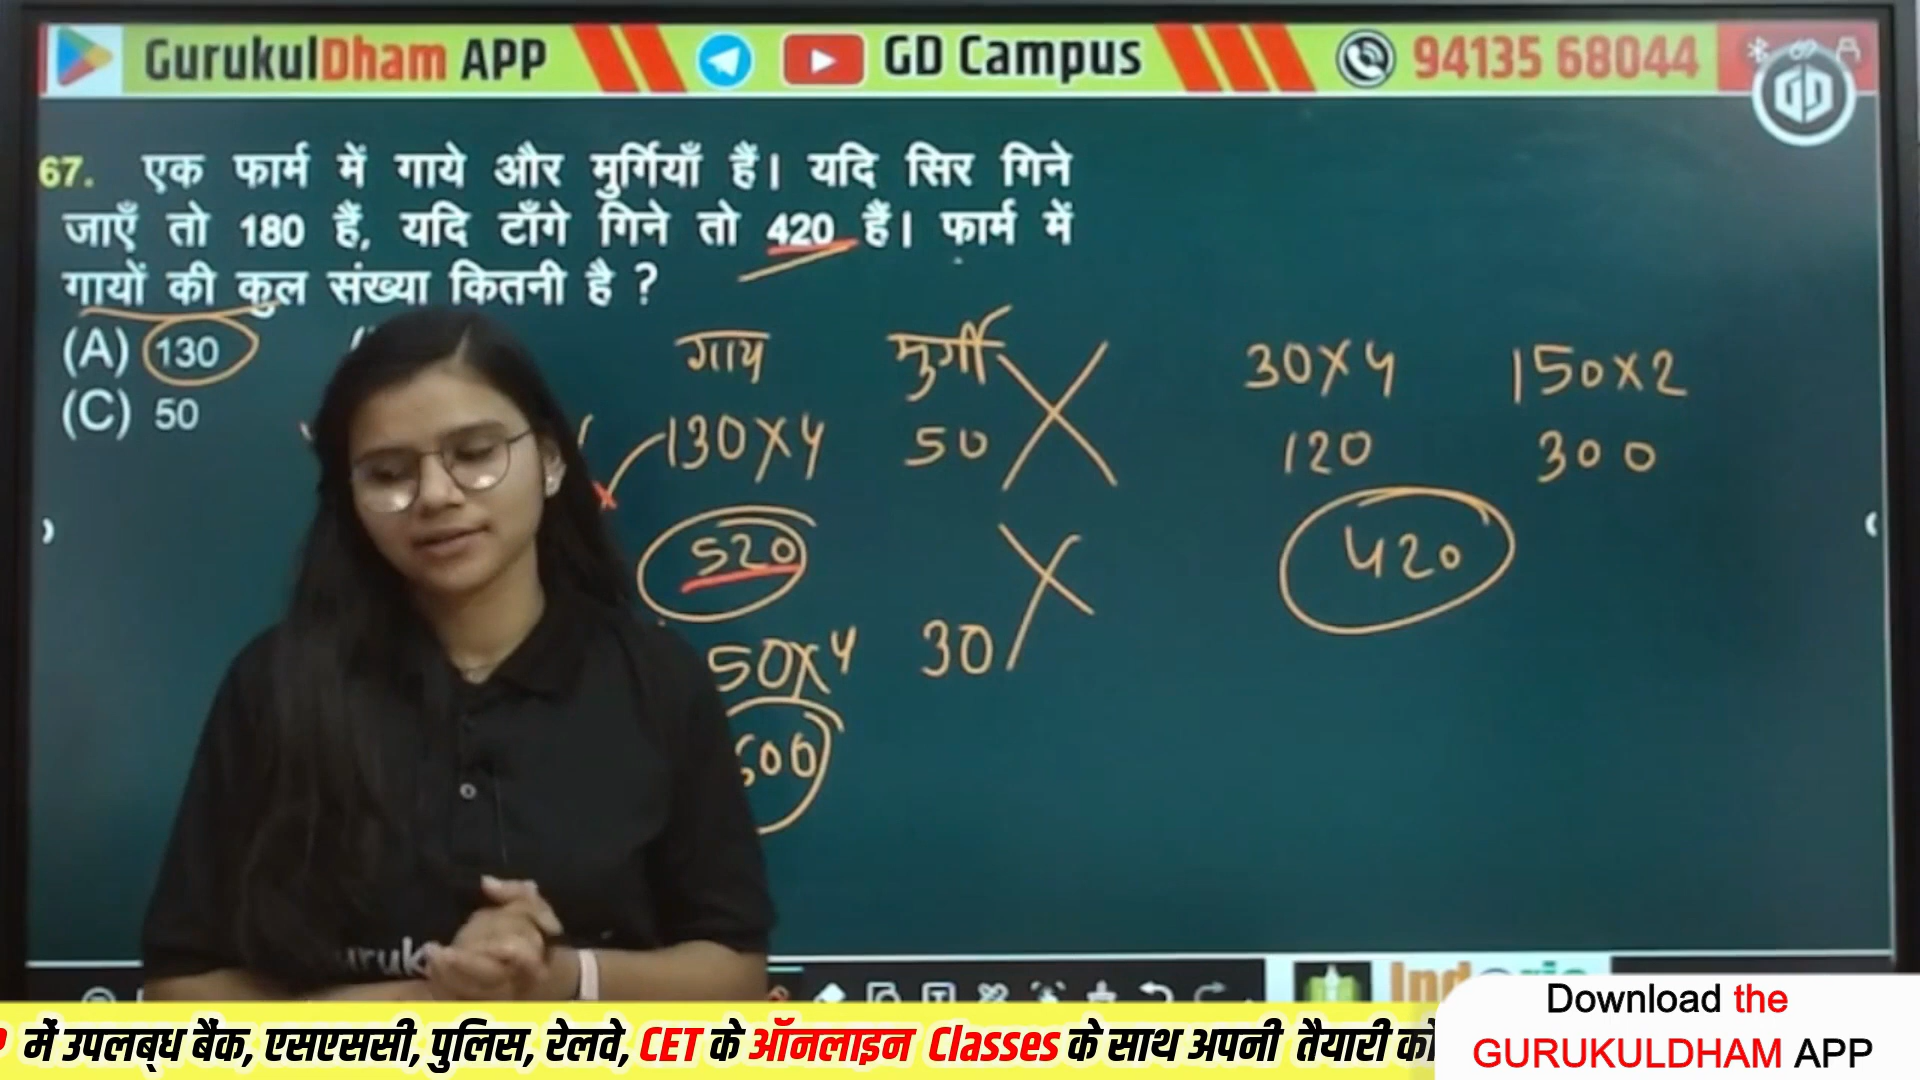 GurukulDham APP GD Campus 94135 68044
67. एक फार्म में गाये और मुर्गियाँ हैं। यदि सिर गिने
जाएँ तो 180 हैं, यदि टाँगे गिने तो 420 हैं। फार्म में
गायों की कुल संख्या कितनी है ?
(A) 130
(C) 50
गाय मुर्गी 30×4 150×2
130×4 50 120 300
520 420
50×4 30
GD
Download the
GURUKULDHAM APP
में उपलब्ध बैंक, एसएससी, पुलिस, रेलवे, CET के ऑनलाइन Classes के साथ अपनी तैयारी को